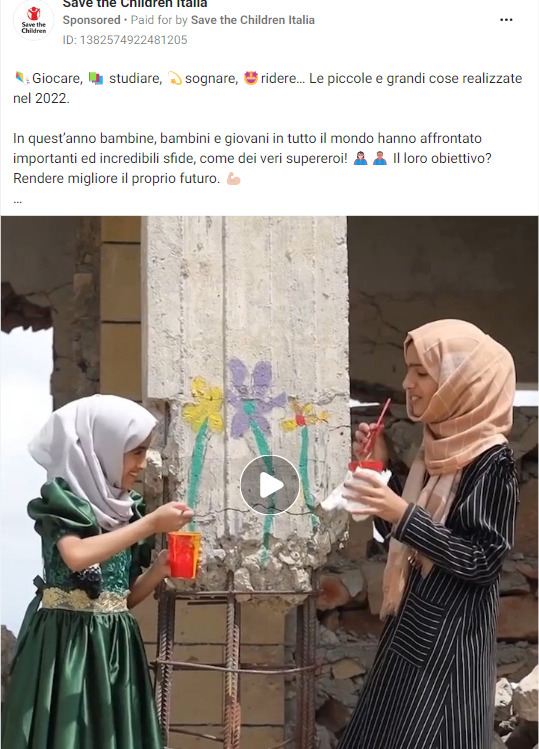 Save the Children Italia
Sponsored • Paid for by Save the Children Italia
Save the
Children
ID: 1382574922481205
🪁Giocare, 📚 studiare, 💫sognare, 🤩ridere… Le piccole e grandi cose realizzate
nel 2022.
In quest’anno bambine, bambini e giovani in tutto il mondo hanno affrontato
importanti ed incredibili sfide, come dei veri supereroi! 🦸‍♀️🦸‍♂️ Il loro obiettivo?
Rendere migliore il proprio futuro. 💪🏻
...